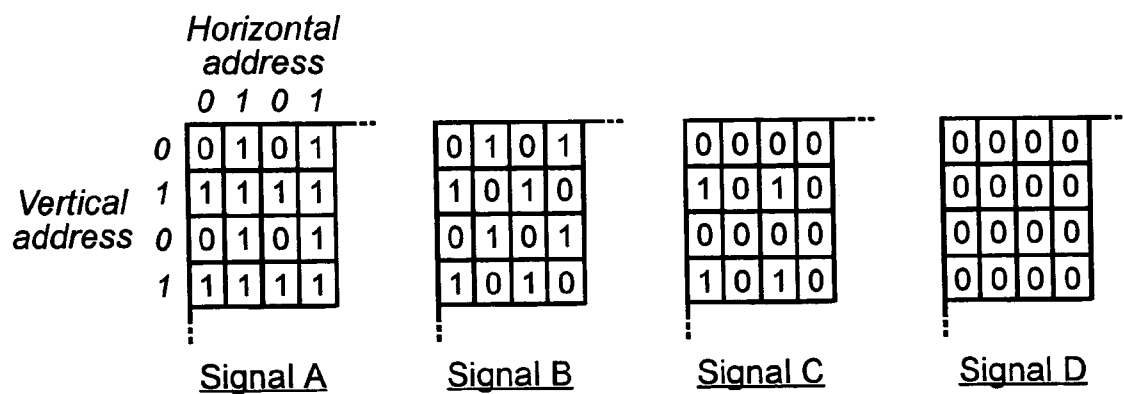 Horizontal
address
0 1 0 1
0 0 1 0 1 0 1 0 1 0 0 0 0 0 0 0 0
1 1 1 1 1 1 0 1 0 1 0 1 0 0 0 0 0
Vertical
address
0 0 1 0 1 0 1 0 1 0 0 0 0 0 0 0 0
1 1 1 1 1 1 0 1 0 1 0 1 0 0 0 0 0
Signal A Signal B Signal C Signal D